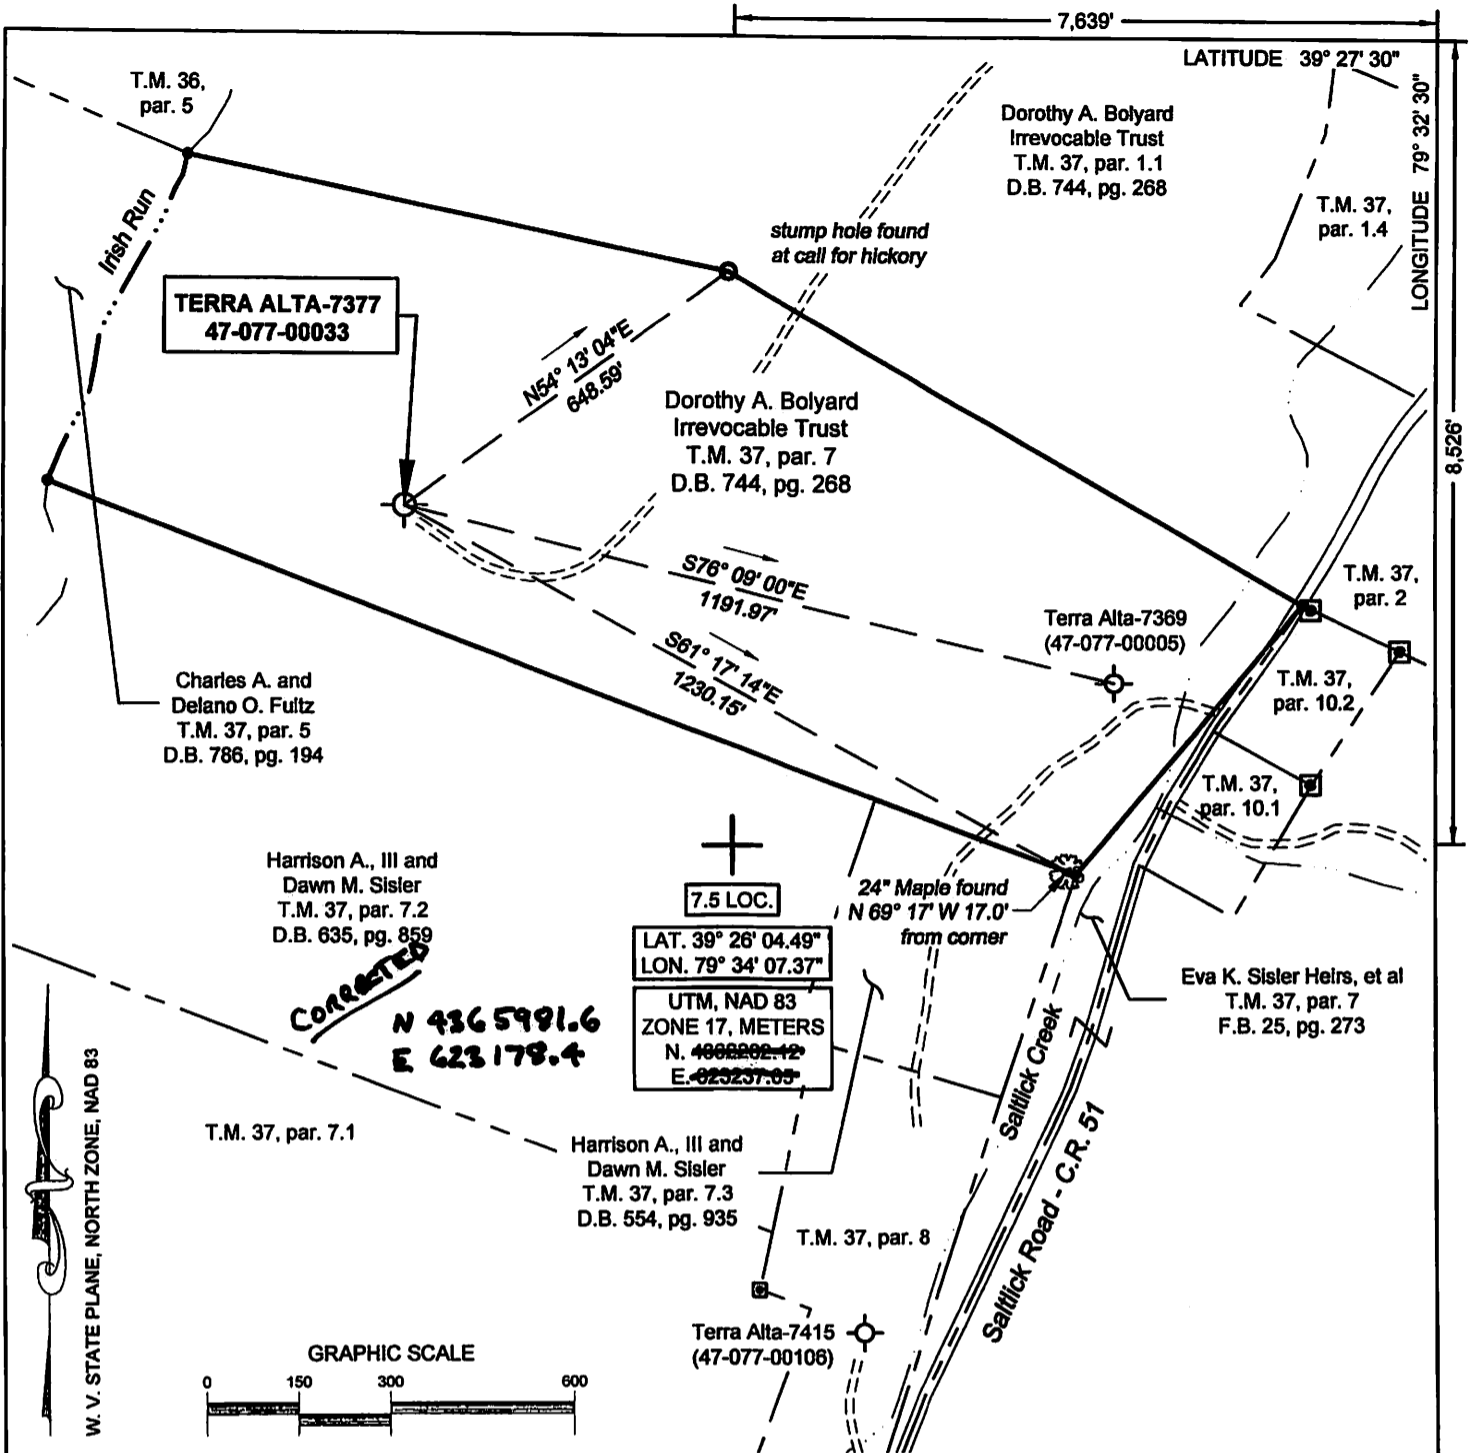 7,639'
LATITUDE 39° 27' 30"
LONGITUDE 79° 32' 30"
8,526'
T.M. 36,
par. 5
Irish Run
Dorothy A. Bolyard
Irrevocable Trust
T.M. 37, par. 1.1
D.B. 744, pg. 268
T.M. 37,
par. 1.4
stump hole found
at call for hickory
TERRA ALTA-7377
47-077-00033
N54° 13' 04"E
648.59'
Dorothy A. Bolyard
Irrevocable Trust
T.M. 37, par. 7
D.B. 744, pg. 268
S76° 09' 00"E
1191.97'
S61° 17' 14"E
1230.15'
Terra Alta-7369
(47-077-00005)
T.M. 37,
par. 2
T.M. 37,
par. 10.2
T.M. 37,
par. 10.1
Charles A. and
Delano O. Fultz
T.M. 37, par. 5
D.B. 786, pg. 194
Harrison A., III and
Dawn M. Sisler
T.M. 37, par. 7.2
D.B. 635, pg. 859
CORRECTED
N 4365981.6
E 623178.4
7.5 LOC.
LAT. 39° 26' 04.49"
LON. 79° 34' 07.37"
UTM, NAD 83
ZONE 17, METERS
N.
E.
24" Maple found
N 69° 17' W 17.0'
from corner
Eva K. Sisler Heirs, et al
T.M. 37, par. 7
F.B. 25, pg. 273
Saltlick Creek
Saltlick Road - C.R. 51
T.M. 37, par. 7.1
Harrison A., III and
Dawn M. Sisler
T.M. 37, par. 7.3
D.B. 554, pg. 935
T.M. 37, par. 8
Terra Alta-7415
(47-077-00106)
W. V. STATE PLANE, NORTH ZONE, NAD 83
GRAPHIC SCALE
0 150 300 600